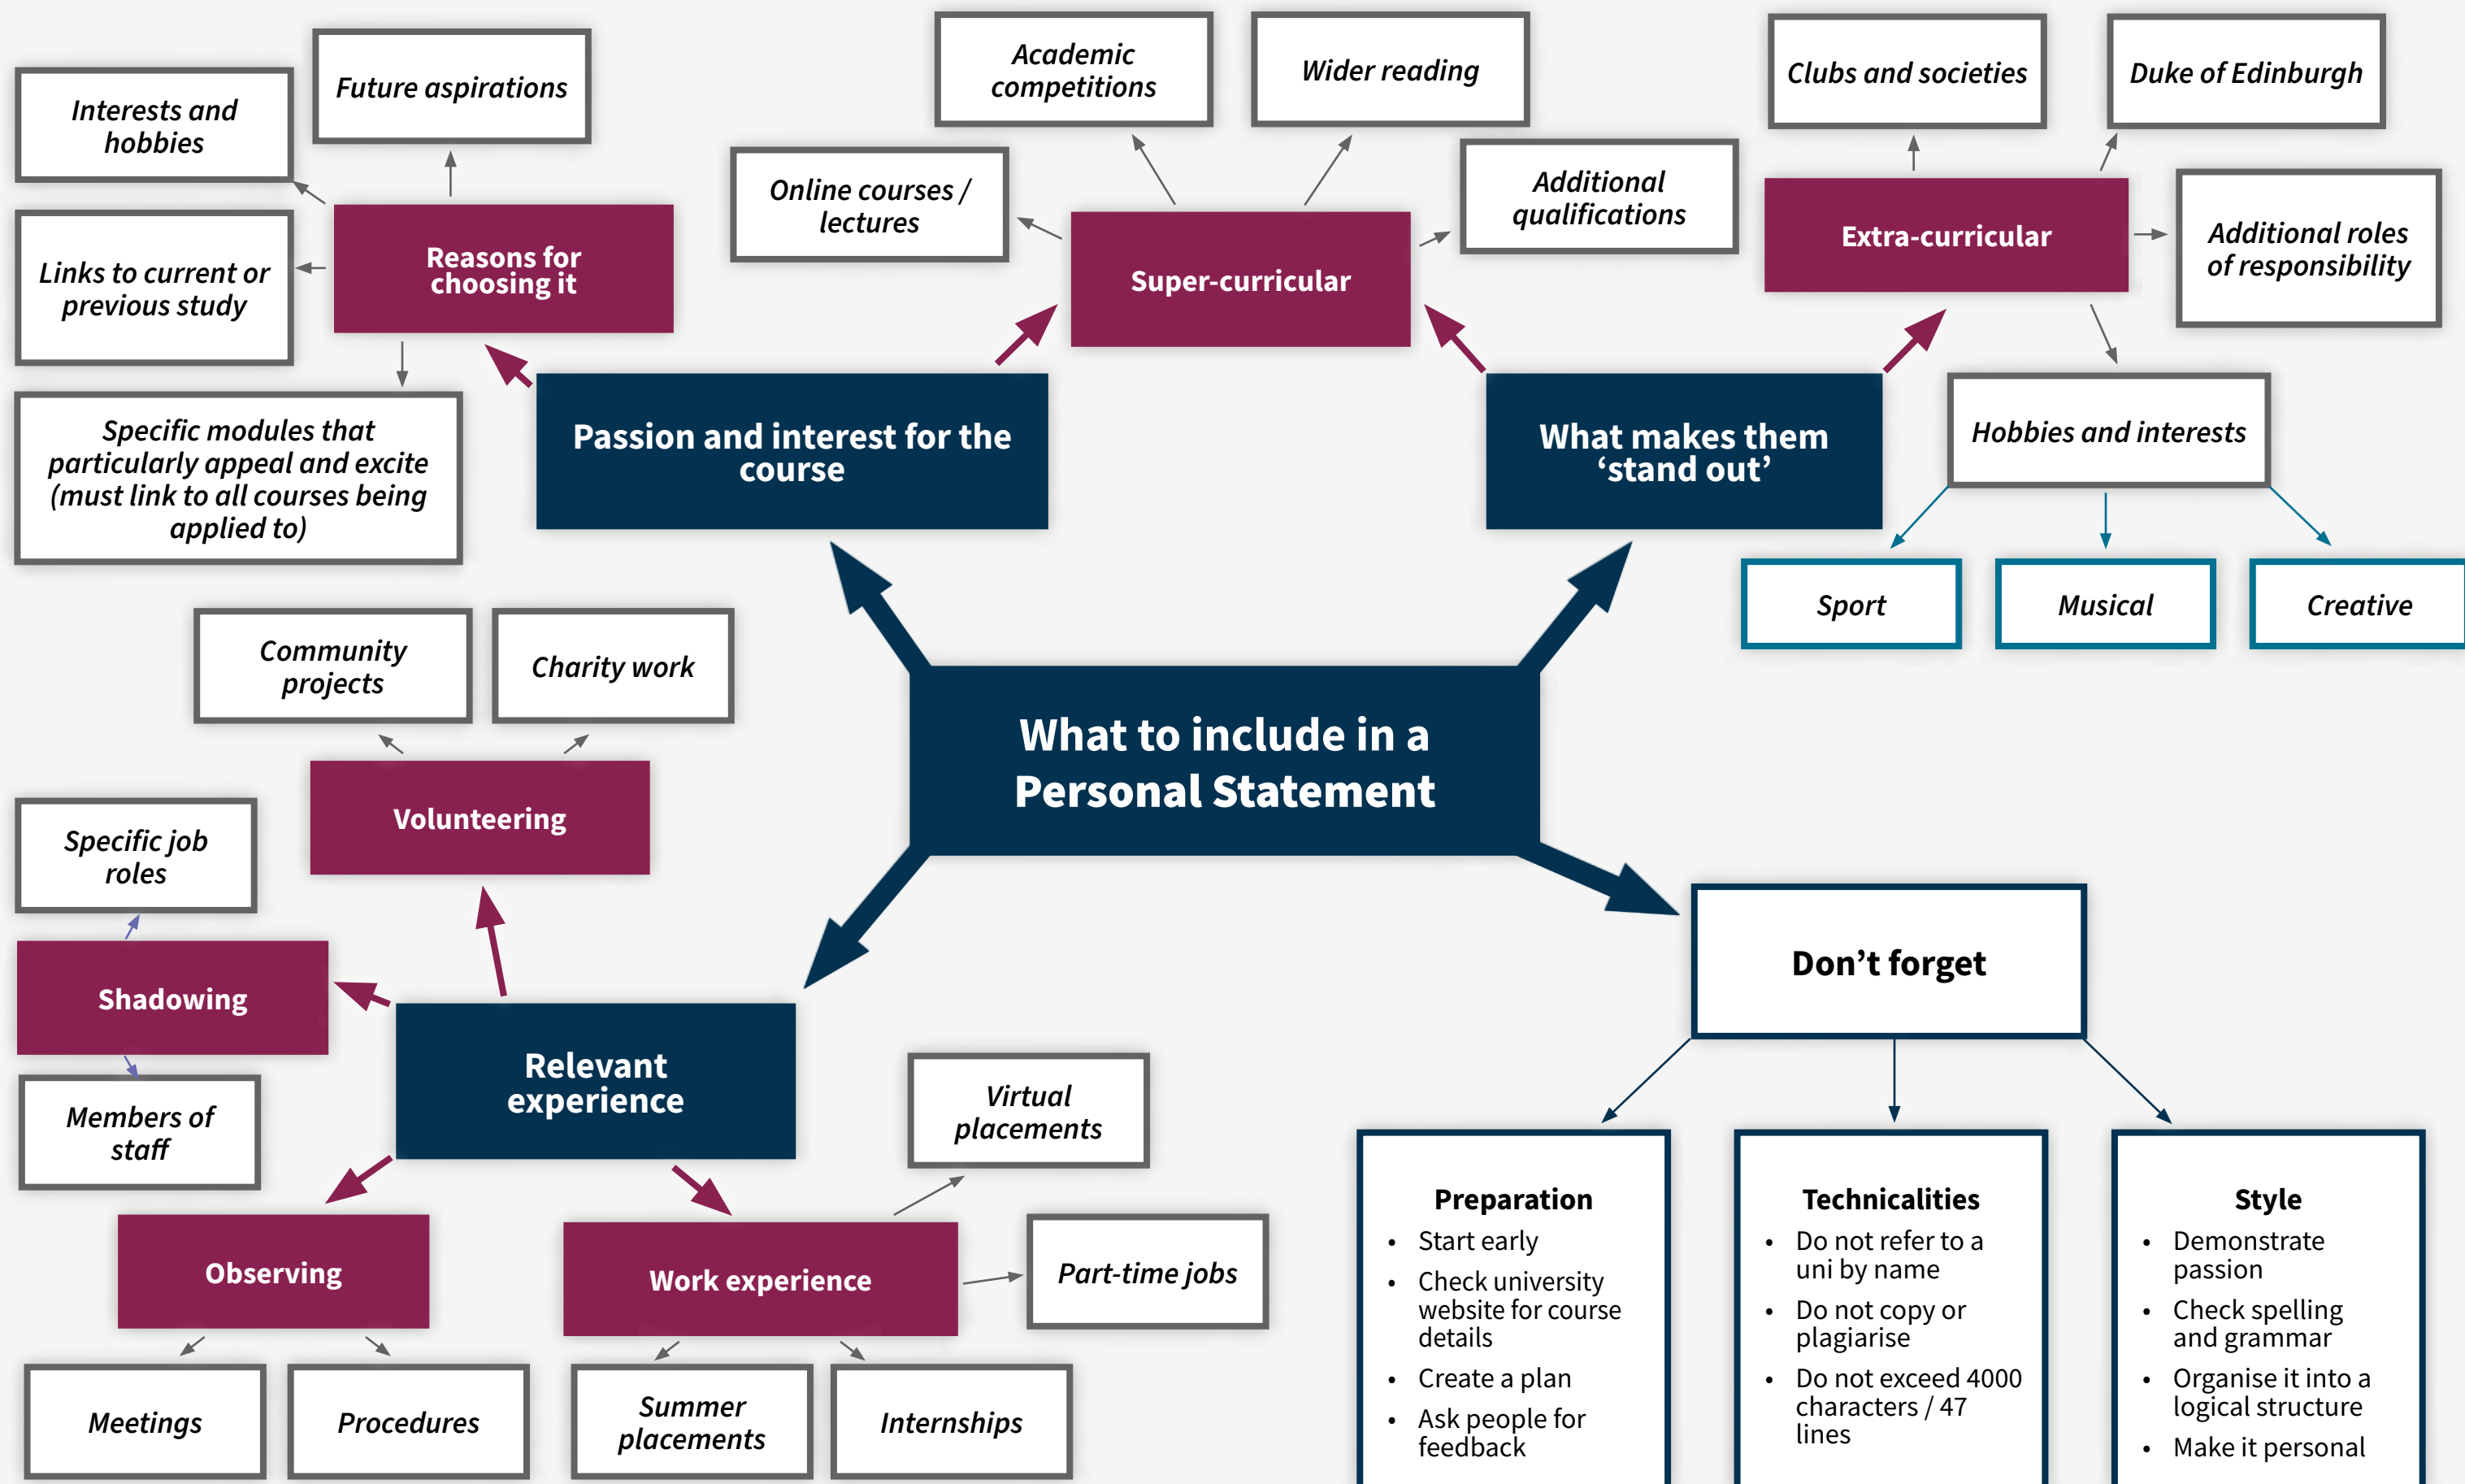 Interests and
hobbies
Future aspirations
Links to current or
previous study
Reasons for
choosing it
Specific modules that
particularly appeal and excite
(must link to all courses being
applied to)
Academic
competitions
Wider reading
Online courses /
lectures
Additional
qualifications
Super-curricular
Clubs and societies
Duke of Edinburgh
Extra-curricular
Additional roles
of responsibility
Hobbies and interests
Sport
Musical
Creative
Passion and interest for the
course
What makes them
‘stand out’
What to include in a
Personal Statement
Community
projects
Charity work
Volunteering
Specific job
roles
Shadowing
Members of
staff
Relevant
experience
Observing
Meetings
Procedures
Work experience
Virtual
placements
Part-time jobs
Summer
placements
Internships
Don’t forget
Preparation
• Start early
• Check university
website for course
details
• Create a plan
• Ask people for
feedback
Technicalities
• Do not refer to a
uni by name
• Do not copy or
plagiarise
• Do not exceed 4000
characters / 47
lines
Style
• Demonstrate
passion
• Check spelling
and grammar
• Organise it into a
logical structure
• Make it personal